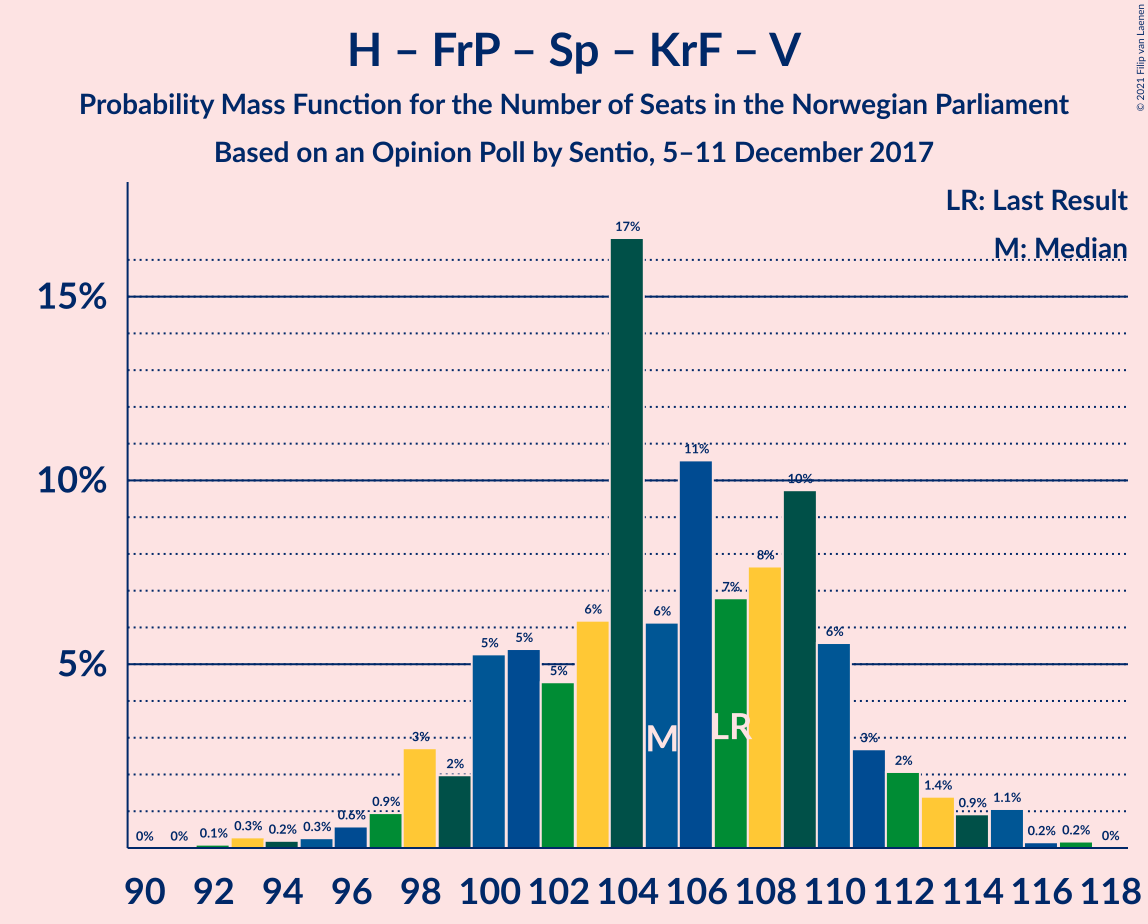 H – FrP – Sp – KrF – V
Probability Mass Function for the Number of Seats in the Norwegian Parliament
Based on an Opinion Poll by Sentio, 5–11 December 2017
© 2021 Filip van Laenen
LR: Last Result
M: Median
15%
10%
5%
0% 0% 0.1% 0.3% 0.2% 0.3% 0.6% 0.9% 3% 2% 5% 5% 5% 6% 17% 6% 11% 7% 8% 10% 6% 3% 2% 1.4% 0.9% 1.1% 0.2% 0.2% 0%
M LR
90 92 94 96 98 100 102 104 106 108 110 112 114 116 118